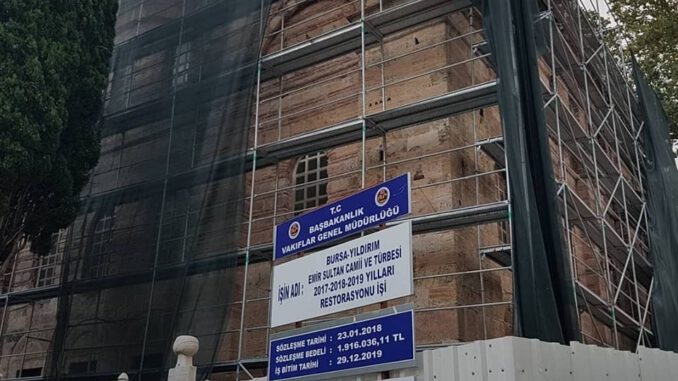 T.C
BAŞBAKANLIK
VAKIFLAR GENEL MÜDÜRLÜĞÜ
İŞİN ADI :
BURSA-YILDIRIM
EMİR SULTAN CAMİİ VE TÜRBESİ
2017-2018-2019 YILLARI
RESTORASYONU İŞİ
SÖZLEŞME TARİHİ : 23.01.2018
SÖZLEŞME BEDELİ : 1.916.036,11 TL
İŞ BİTİM TARİHİ : 29.12.2019